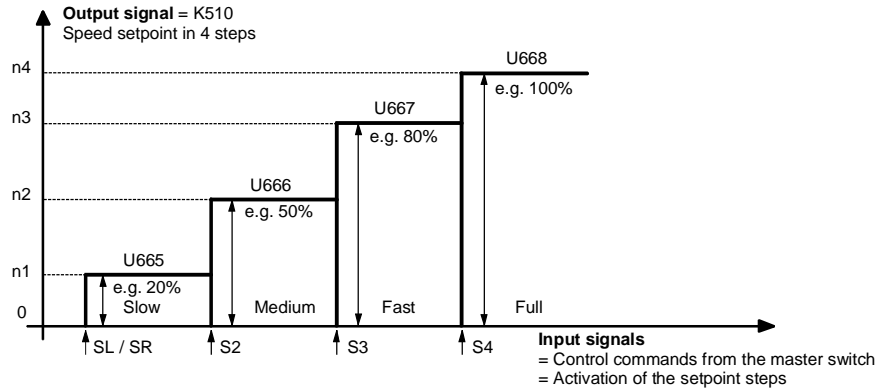 Output signal = K510
Speed setpoint in 4 steps
n4
U668
e.g. 100%
n3
U667
e.g. 80%
n2
U666
e.g. 50%
n1
U665
e.g. 20%
0
Slow
Medium
Fast
Full
SL / SR
S2
S3
S4
Input signals
= Control commands from the master switch
= Activation of the setpoint steps